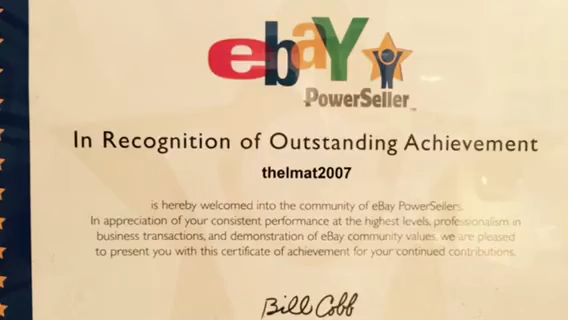 ebaY
PowerSeller™
In Recognition of Outstanding Achievement
thelmat2007
is hereby welcomed into the community of eBay PowerSellers.
In appreciation of your consistent performance at the highest levels, professionalism in
business transactions, and demonstration of eBay community values, we are pleased
to present you with this certificate of achievement for your continued contributions.
Bill Cobb